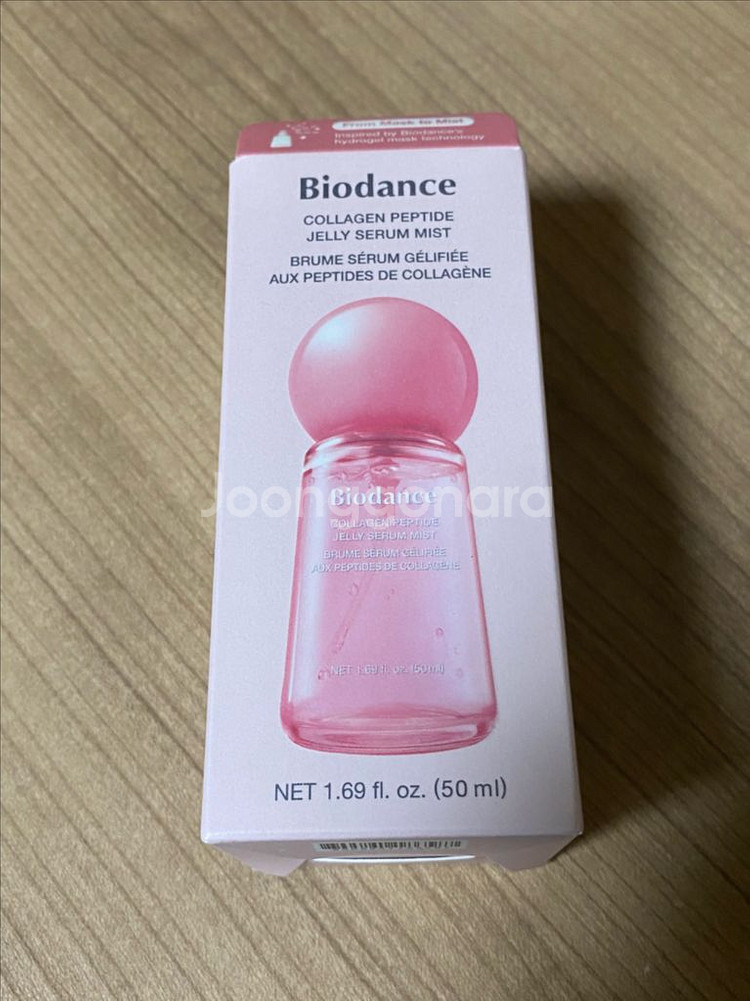 From Mask to Mist
Inspired by Biodance's
hydrogel mask technology
Biodance
COLLAGEN PEPTIDE
JELLY SERUM MIST
BRUME SÉRUM GÉLIFIÉE
AUX PEPTIDES DE COLLAGÈNE
Joonggonara
Biodance
COLLAGEN PEPTIDE
JELLY SERUM MIST
BRUME SÉRUM GÉLIFIÉE
AUX PEPTIDES DE COLLAGÈNE
NET 1.69 fl. oz. (50 ml)
NET 1.69 fl. oz. (50 ml)